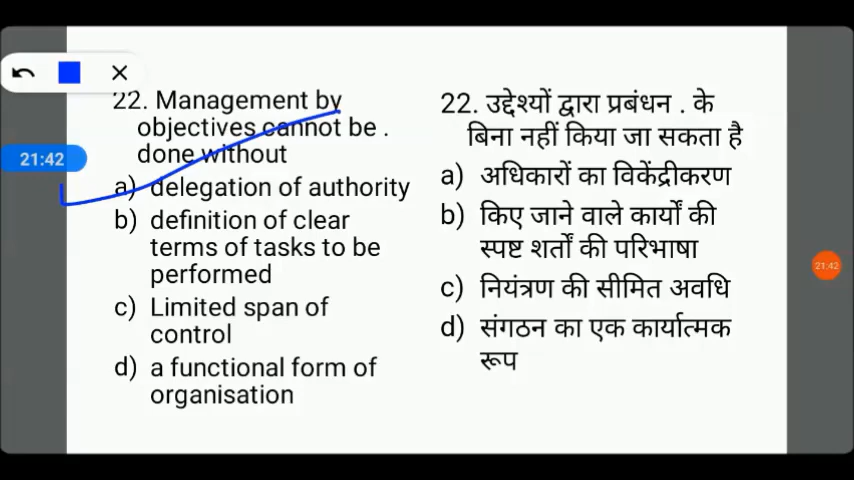 22. Management by
objectives cannot be .
done without
a) delegation of authority
b) definition of clear
terms of tasks to be
performed
c) Limited span of
control
d) a functional form of
organisation
22. उद्देश्यों द्वारा प्रबंधन . के
बिना नहीं किया जा सकता है
a) अधिकारों का विकेंद्रीकरण
b) किए जाने वाले कार्यों की
स्पष्ट शर्तों की परिभाषा
c) नियंत्रण की सीमित अवधि
d) संगठन का एक कार्यात्मक
रूप
21:42
21:42